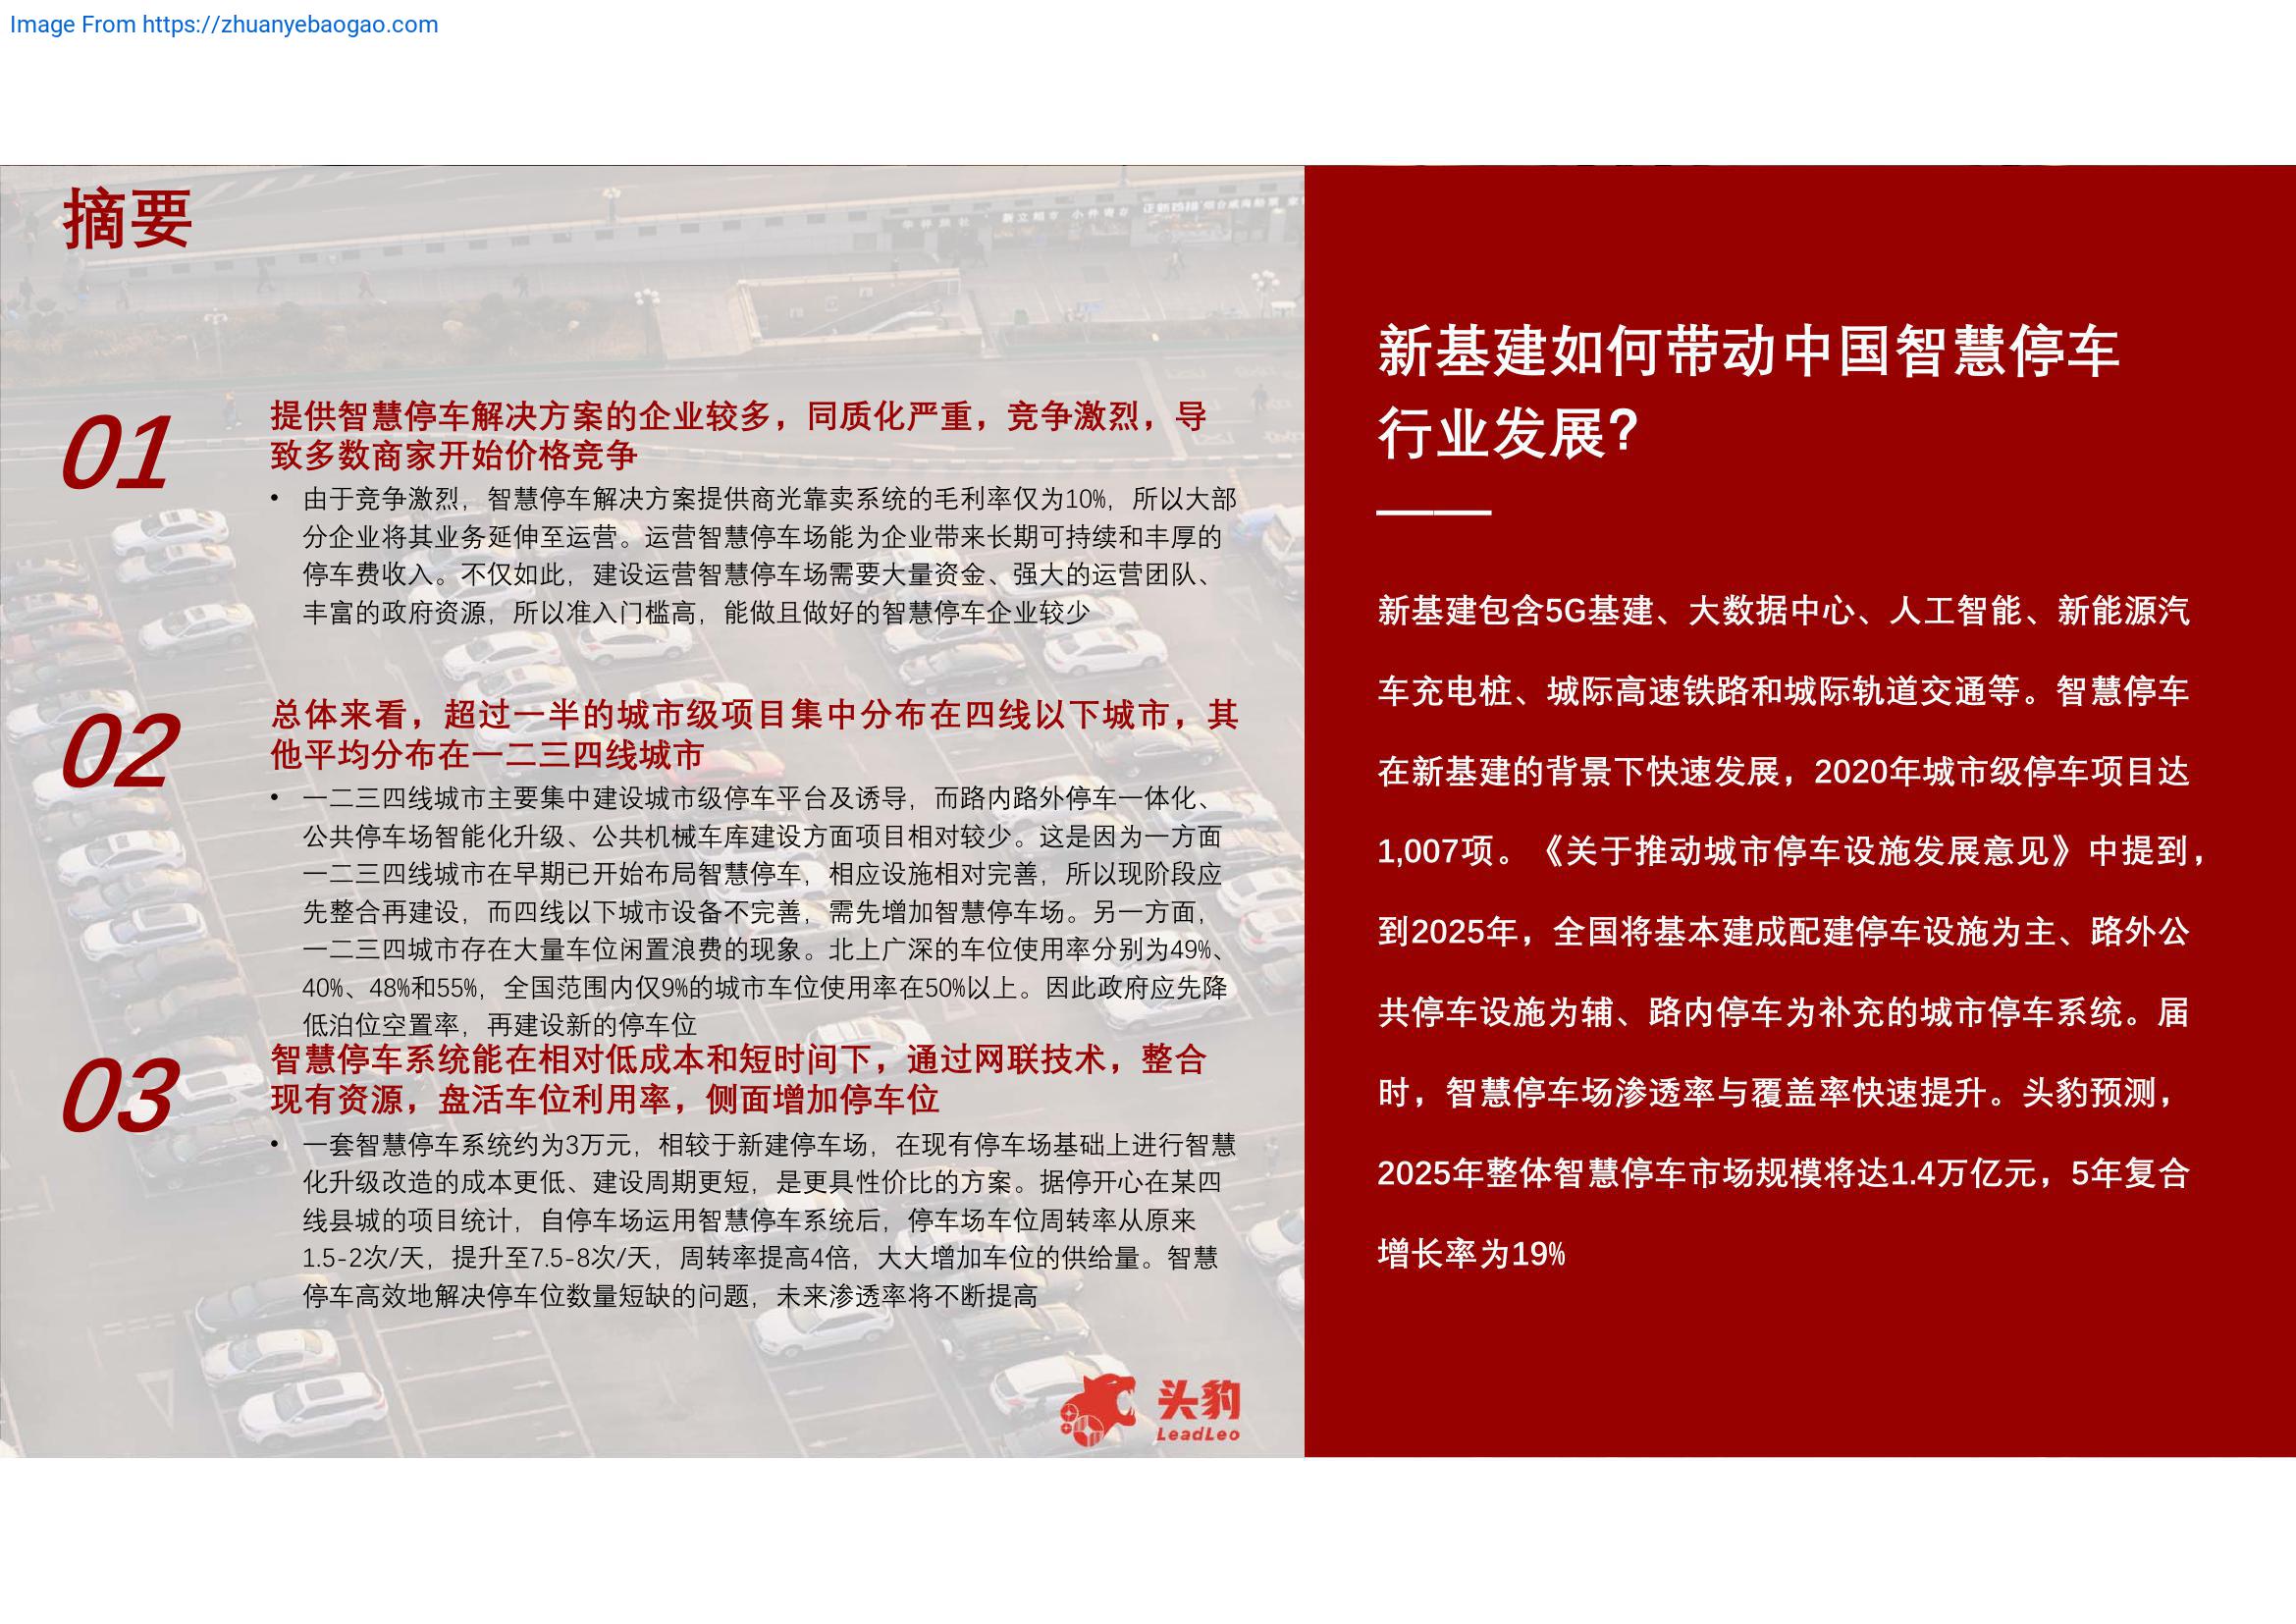 Image From https://zhuanyebaogao.com
摘要
01
提供智慧停车解决方案的企业较多，同质化严重，竞争激烈，导
致多数商家开始价格竞争
• 由于竞争激烈，智慧停车解决方案提供商光靠卖系统的毛利率仅为10%，所以大部
分企业将其业务延伸至运营。运营智慧停车场能为企业带来长期可持续和丰厚的
停车费收入。不仅如此，建设运营智慧停车场需要大量资金、强大的运营团队、
丰富的政府资源，所以准入门槛高，能做且做好的智慧停车企业较少
02
总体来看，超过一半的城市级项目集中分布在四线以下城市，其
他平均分布在一二三四线城市
• 一二三四线城市主要集中建设城市级停车平台及诱导，而路内路外停车一体化、
公共停车场智能化升级、公共机械车库建设方面项目相对较少。这是因为一方面
一二三四线城市在早期已开始布局智慧停车，相应设施相对完善，所以现阶段应
先整合再建设，而四线以下城市设备不完善，需先增加智慧停车场。另一方面，
一二三四城市存在大量车位闲置浪费的现象。北上广深的车位使用率分别为49%、
40%、48%和55%，全国范围内仅9%的城市车位使用率在50%以上。因此政府应先降
低泊位空置率，再建设新的停车位
03
智慧停车系统能在相对低成本和短时间下，通过网联技术，整合
现有资源，盘活车位利用率，侧面增加停车位
• 一套智慧停车系统约为3万元，相较于新建停车场，在现有停车场基础上进行智慧
化升级改造的成本更低、建设周期更短，是更具性价比的方案。据停开心在某四
线县城的项目统计，自停车场运用智慧停车系统后，停车场车位周转率从原来
1.5-2次/天，提升至7.5-8次/天，周转率提高4倍，大大增加车位的供给量。智慧
停车高效地解决停车位数量短缺的问题，未来渗透率将不断提高
头豹
LeadLeo
新基建如何带动中国智慧停车
行业发展？
新基建包含5G基建、大数据中心、人工智能、新能源汽
车充电桩、城际高速铁路和城际轨道交通等。智慧停车
在新基建的背景下快速发展，2020年城市级停车项目达
1,007项。《关于推动城市停车设施发展意见》中提到，
到2025年，全国将基本建成配建停车设施为主、路外公
共停车设施为辅、路内停车为补充的城市停车系统。届
时，智慧停车场渗透率与覆盖率快速提升。头豹预测，
2025年整体智慧停车市场规模将达1.4万亿元，5年复合
增长率为19%